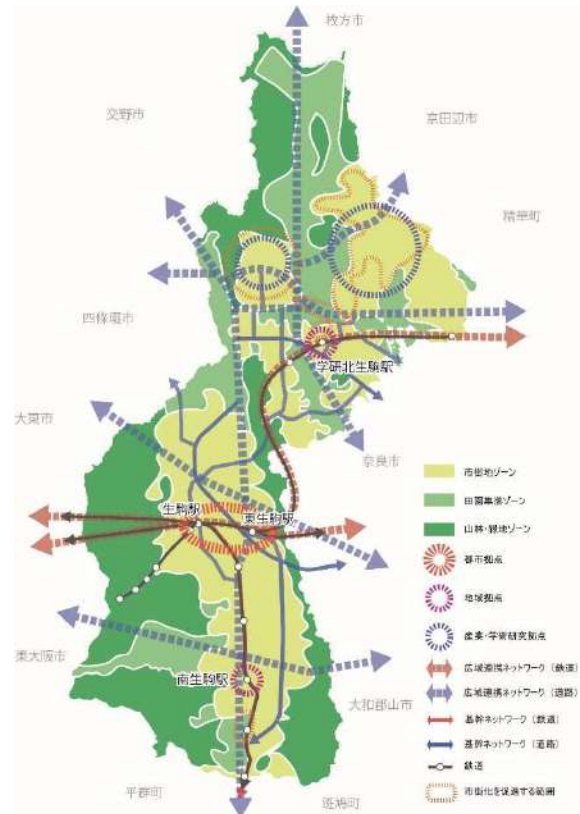 枚方市
交野市
京田辺市
精華町
四條畷市
学研北生駒駅
大東市
奈良市
生駒駅
東生駒駅
東大阪市
南生駒駅
大和郡山市
平群町
斑鳩町
市街地ゾーン
田園集落ゾーン
山林・緑地ゾーン
都市拠点
地域拠点
産業・学術研究拠点
広域連携ネットワーク（鉄道）
広域連携ネットワーク（道路）
基幹ネットワーク（鉄道）
基幹ネットワーク（道路）
鉄道
市街化を促進する範囲